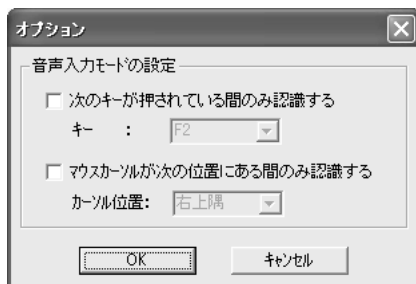 オプション
音声入力モードの設定
次のキーが押されている間のみ認識する
キー : F2
マウスカーソルが次の位置にある間のみ認識する
カーソル位置: 右上隅
OK キャンセル